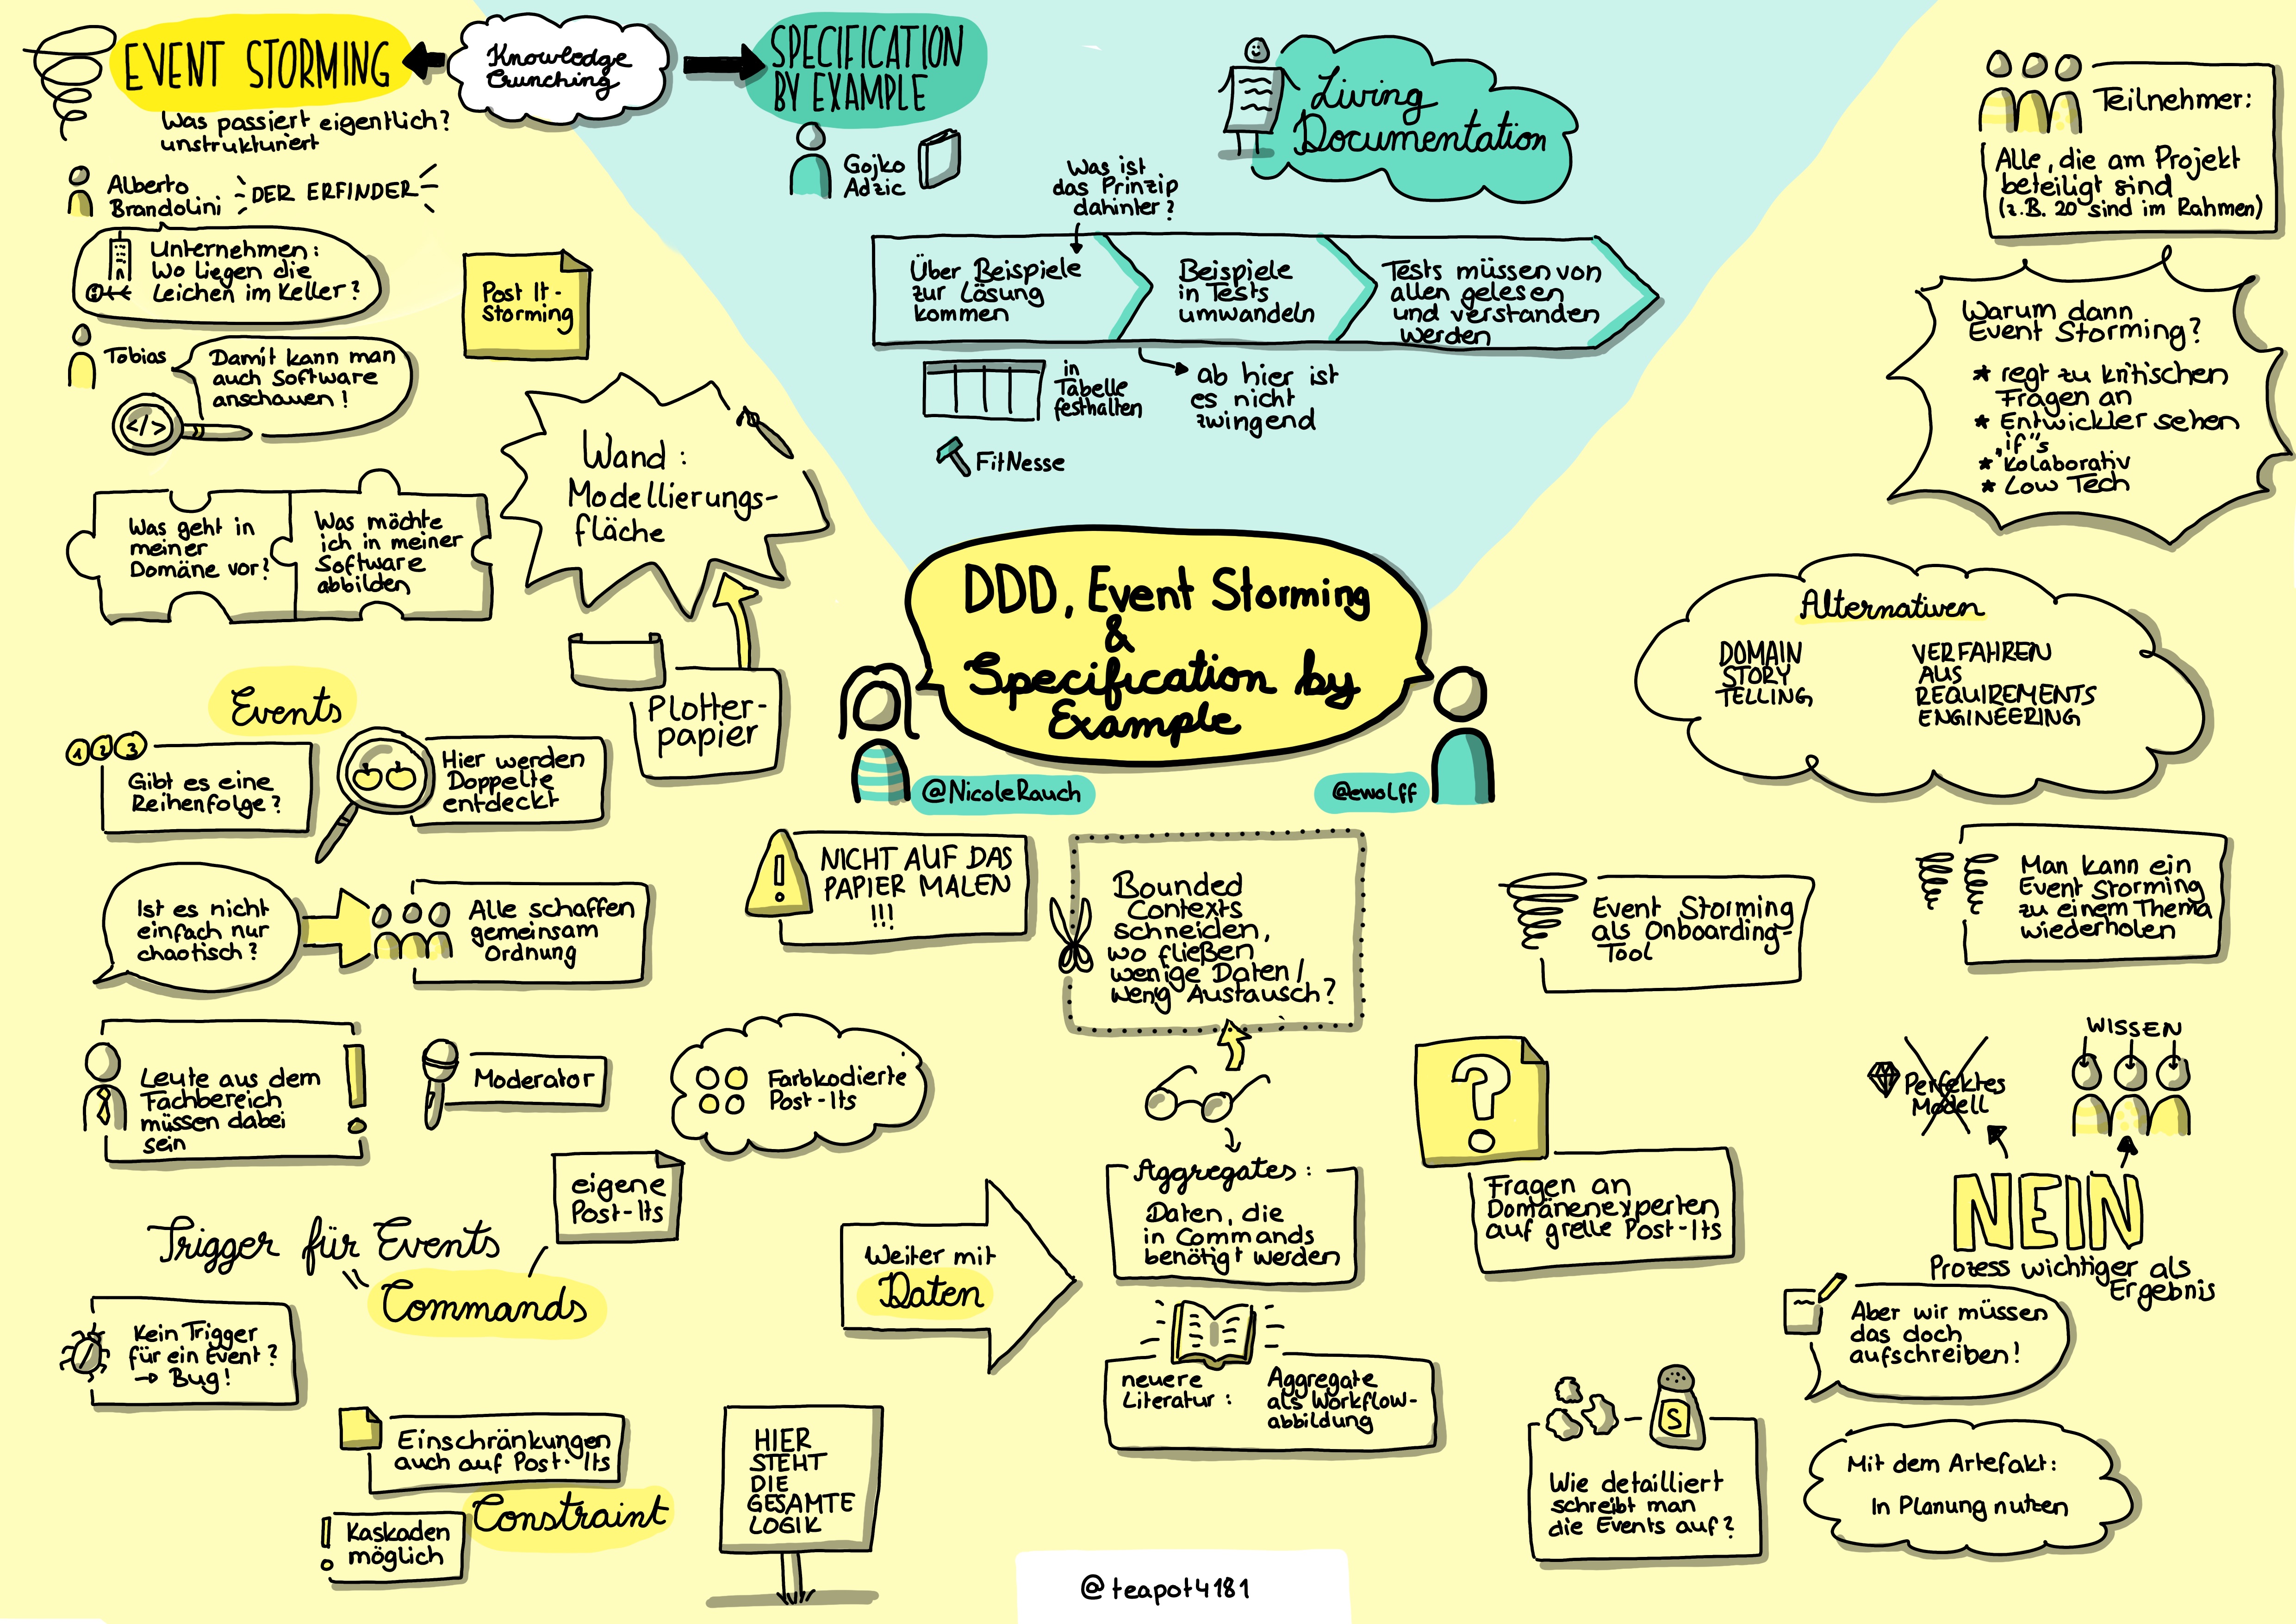 EVENT STORMING
Knowledge
Crunching
SPECIFICATION
BY EXAMPLE
Was passiert eigentlich?
unstrukturiert
Alberto
Brandolini
DER ERFINDER
Unternehmen:
Wo liegen die
Leichen im Keller?
Tobias
Damit kann man
auch Software
anschauen!
</>
Post It-
Storming
Gojko
Adzic
Living
Documentation
Was ist
das Prinzip
dahinter?
Über Beispiele
zur Lösung
kommen
Beispiele
in Tests
umwandeln
Tests müssen von
allen gelesen
und verstanden
werden
in
Tabelle
festhalten
ab hier ist
es nicht
zwingend
FitNesse
Teilnehmer:
Alle, die am Projekt
beteiligt sind
(z.B. 20 sind im Rahmen)
Warum dann
Event Storming?
* regt zu kritischen
Fragen an
* Entwickler sehen
„if"s
* Kolaborativ
* Low Tech
Was geht in
meiner
Domäne vor?
Was möchte
ich in meiner
Software
abbilden
Wand:
Modellierungs-
fläche
Plotter-
papier
DDD, Event Storming
&
Specification by
Example
@NicoleRauch
@ewolff
Alternativen
DOMAIN
STORY
TELLING
VERFAHREN
AUS
REQUIREMENTS
ENGINEERING
Events
1 2 3
Gibt es eine
Reihenfolge?
Hier werden
Doppelte
entdeckt
Ist es nicht
einfach nur
chaotisch?
Alle schaffen
gemeinsam
Ordnung
!
NICHT AUF DAS
PAPIER MALEN
!!!
Bounded
Contexts
schneiden,
wo fließen
wenige Daten /
wenig Austausch?
Event Storming
als Onboarding-
Tool
Man kann ein
Event Storming
zu einem Thema
wiederholen
Leute aus dem
Fachbereich
müssen dabei
sein
!
Moderator
Farbkodierte
Post-Its
eigene
Post-Its
Trigger für Events
Commands
Kein Trigger
für ein Event?
→ Bug!
Einschränkungen
auch auf Post-Its
Constraint
!
Kaskaden
möglich
HIER
STEHT
DIE
GESAMTE
LOGIK
Weiter mit
Daten
Aggregates:
Daten, die
in Commands
benötigt werden
neuere
Literatur:
Aggregate
als Workflow-
abbildung
?
Fragen an
Domänenexperten
auf grelle Post-Its
Perfektes
Modell
WISSEN
NEIN
Prozess wichtiger als
Ergebnis
Aber wir müssen
das doch
aufschreiben!
S
Wie detailliert
schreibt man
die Events auf?
Mit dem Artefakt:
In Planung nutzen
@teapot4181